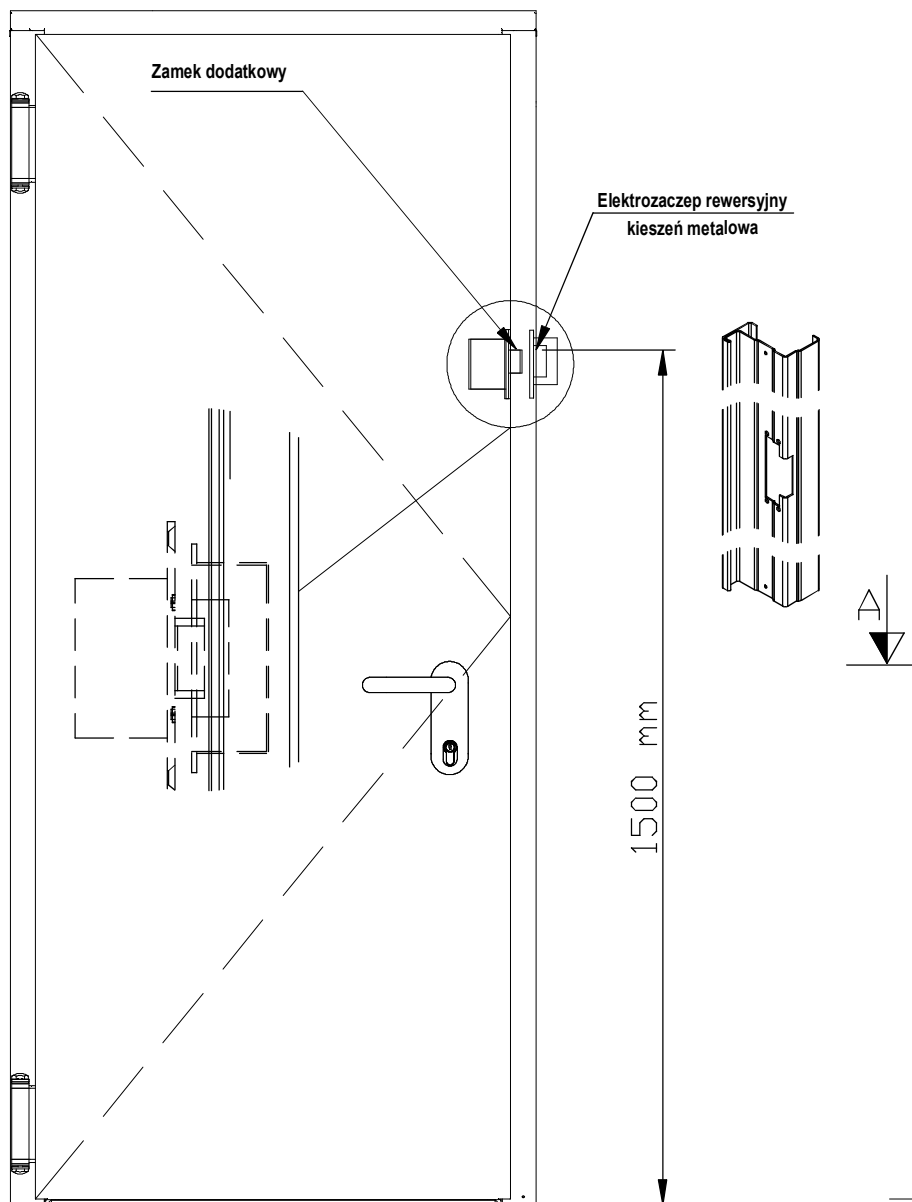 Zamek dodatkowy
Elektrozaczep rewersyjny
kieszeń metalowa
A
1500 mm